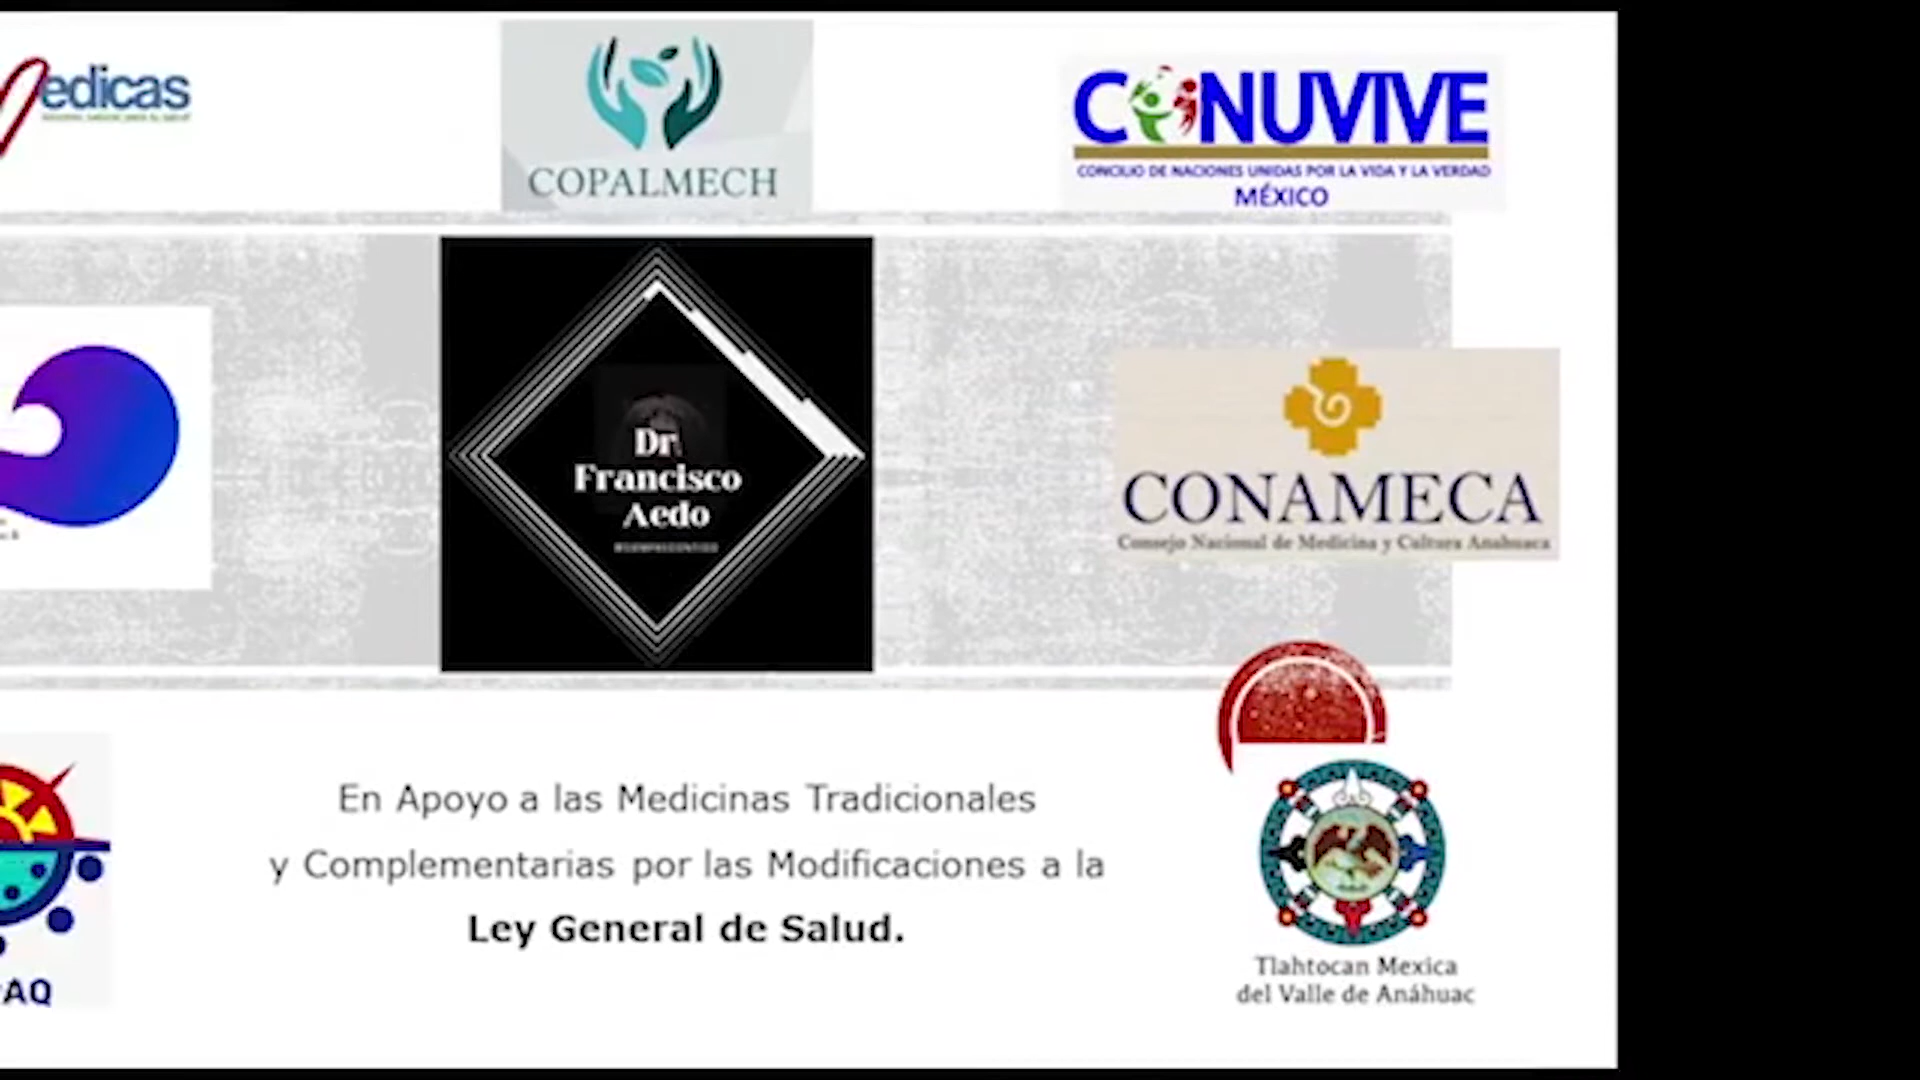 edicas
COPALMECH
CONUVIVE
CONCILIO DE NACIONES UNIDAS POR LA VIDA Y LA VERDAD
MÉXICO
Dr.
Francisco
Aedo
CONAMECA
Consejo Nacional de Medicina y Cultura Anahuaca
En Apoyo a las Medicinas Tradicionales
y Complementarias por las Modificaciones a la
Ley General de Salud.
Tlahtocan Mexica
del Valle de Anáhuac
AQ